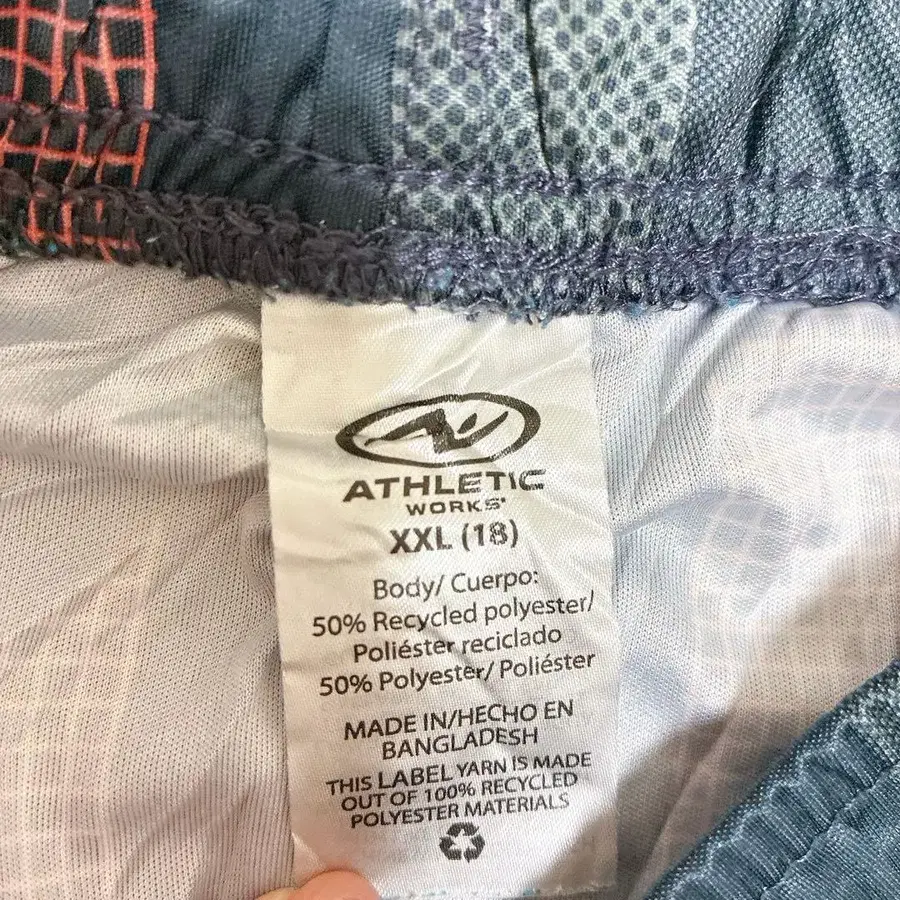 ATHLETIC
WORKS
XXL (18)
Body/ Cuerpo:
50% Recycled polyester/
Poliéster reciclado
50% Polyester/ Poliéster
MADE IN/HECHO EN
BANGLADESH
THIS LABEL YARN IS MADE
OUT OF 100% RECYCLED
POLYESTER MATERIALS